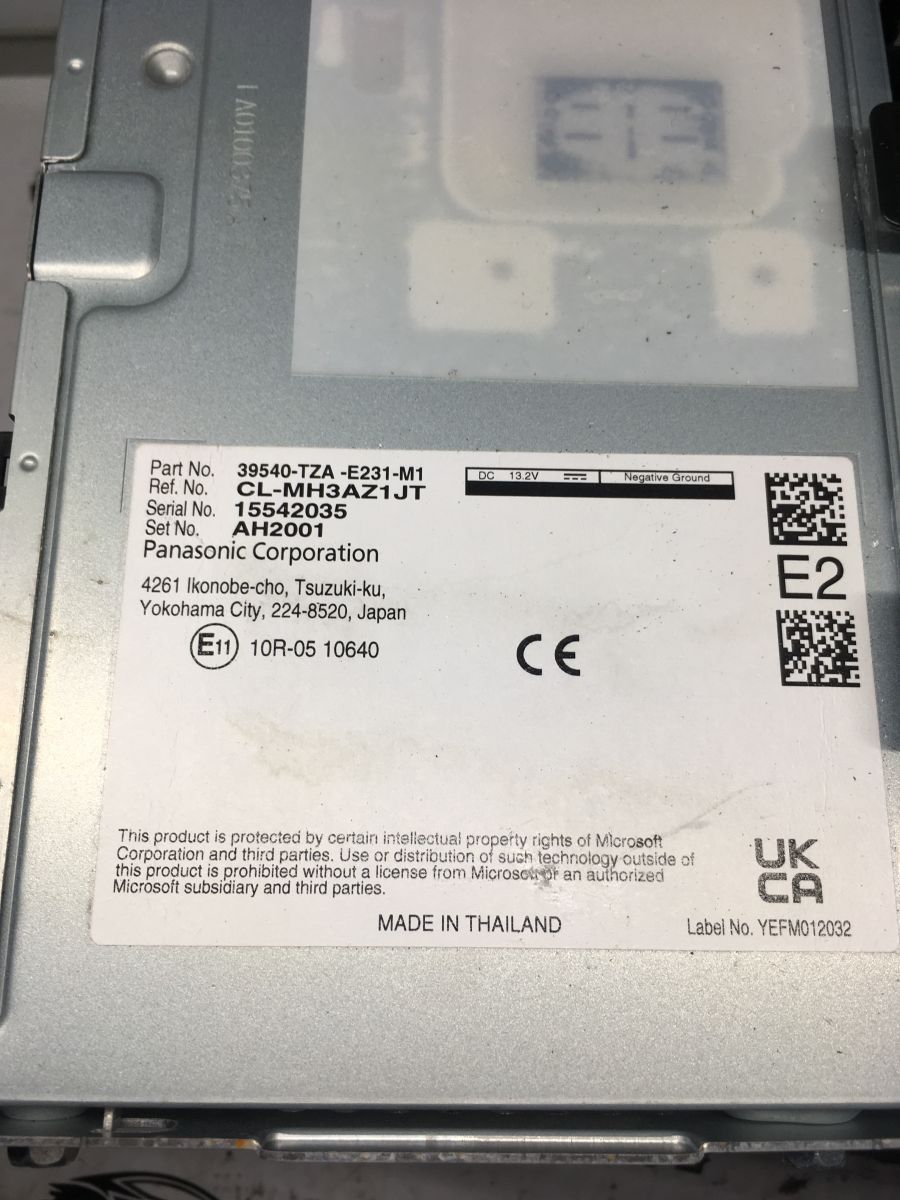 Part No. 39540-TZA -E231-M1
Ref. No. CL-MH3AZ1JT
Serial No. 15542035
Set No. AH2001
DC 13.2V Negative Ground
Panasonic Corporation
4261 Ikonobe-cho, Tsuzuki-ku,
Yokohama City, 224-8520, Japan
E11 10R-05 10640
CE
E2
This product is protected by certain intellectual property rights of Microsoft
Corporation and third parties. Use or distribution of such technology outside of
this product is prohibited without a license from Microsoft or an authorized
Microsoft subsidiary and third parties.
UK
CA
MADE IN THAILAND
Label No. YEFM012032